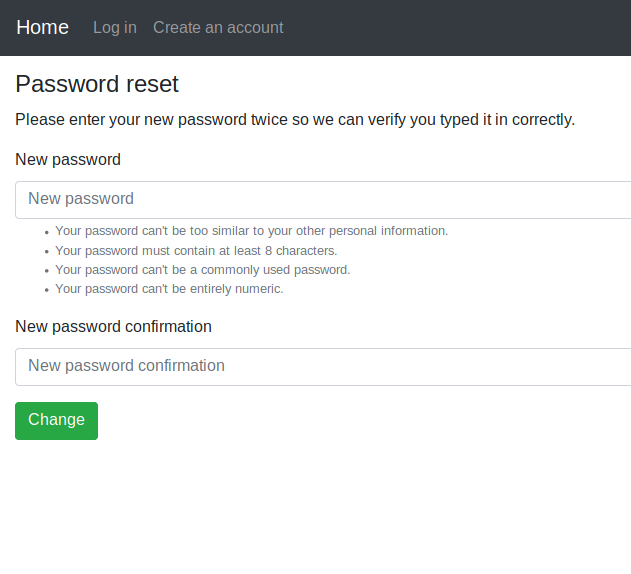 Home Log in Create an account
Password reset
Please enter your new password twice so we can verify you typed it in correctly.
New password
New password
• Your password can't be too similar to your other personal information.
• Your password must contain at least 8 characters.
• Your password can't be a commonly used password.
• Your password can't be entirely numeric.
New password confirmation
New password confirmation
Change